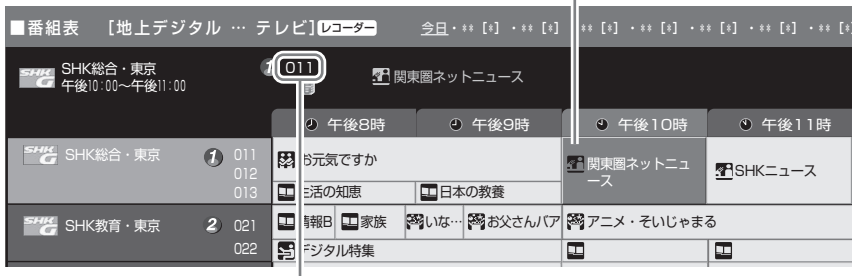 ■番組表 [地上デジタル … テレビ] レコーダー 今日・** [*] ・** [*] ** [*] ・** [*] ・** [*] ・** [*] ・** [*]
SHK G SHK総合・東京 1 011 関東圏ネットニュース
午後10:00～午後11:00
午後8時 午後9時 午後10時 午後11時
SHK G SHK総合・東京 1 011 お元気ですか 関東圏ネットニュース SHKニュース
012
013 生活の知恵 日本の教養
SHK G SHK教育・東京 2 021 情報B 家族 いな… お父さんバア アニメ・そいじゃまる
022 デジタル特集